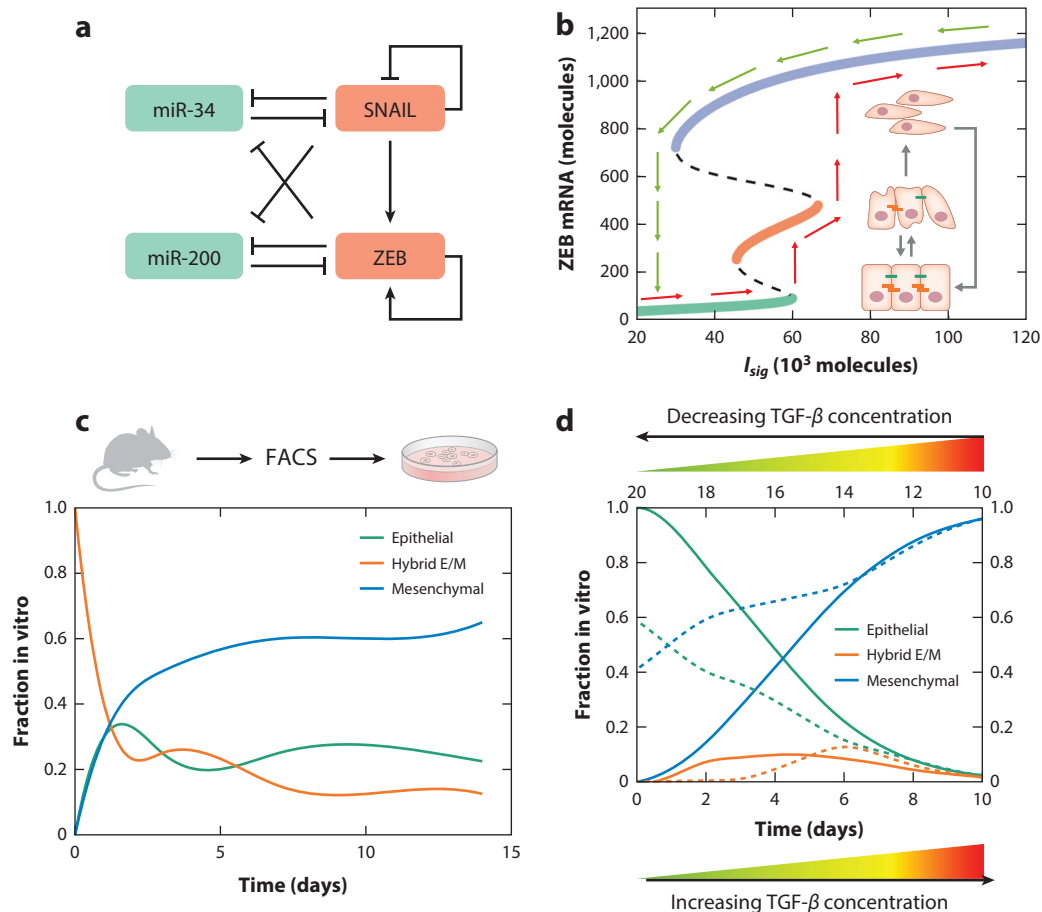 a
miR-34
SNAIL
miR-200
ZEB
b
ZEB mRNA (molecules)
1,200
1,000
800
600
400
200
0
20
40
60
80
100
120
I_sig (10³ molecules)
c
FACS
Fraction in vitro
1.0
0.8
0.6
0.4
0.2
0
Epithelial
Hybrid E/M
Mesenchymal
0
5
10
15
Time (days)
d
Decreasing TGF-β concentration
20
18
16
14
12
10
Fraction in vitro
1.0
0.8
0.6
0.4
0.2
0
Epithelial
Hybrid E/M
Mesenchymal
1.0
0.8
0.6
0.4
0.2
0
0
2
4
6
8
10
Time (days)
Increasing TGF-β concentration